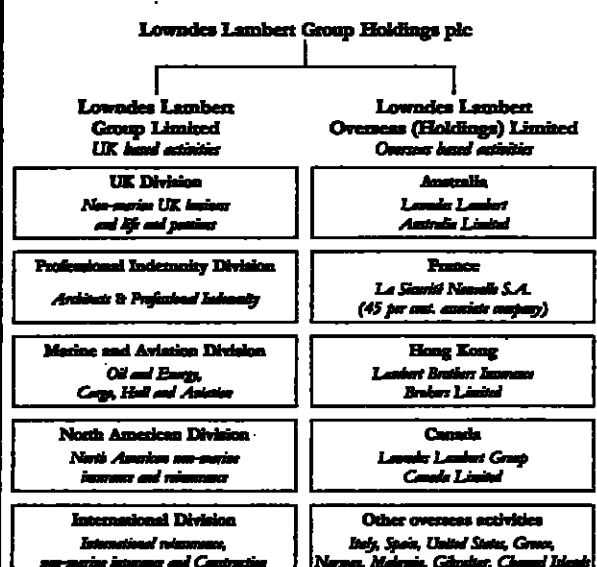 Lowndes Lambert Group Holdings plc
Lowndes Lambert
Group Limited
UK based activities
UK Division
Non-marine UK business
and life and pensions
Professional Indemnity Division
Architects & Professional Indemnity
Marine and Aviation Division
Oil and Energy,
Cargo, Hull and Aviation
North American Division
North American non-marine
insurance and reinsurance
International Division
International reinsurance,
non-marine insurance and Construction
Lowndes Lambert
Overseas (Holdings) Limited
Overseas based activities
Australia
Lowndes Lambert
Australia Limited
France
La Sécurité Nouvelle S.A.
(45 per cent. associate company)
Hong Kong
Lambert Brothers Insurance
Brokers Limited
Canada
Lowndes Lambert Group
Canada Limited
Other overseas activities
Italy, Spain, United States, Greece,
Norway, Malaysia, Gibraltar, Channel Islands